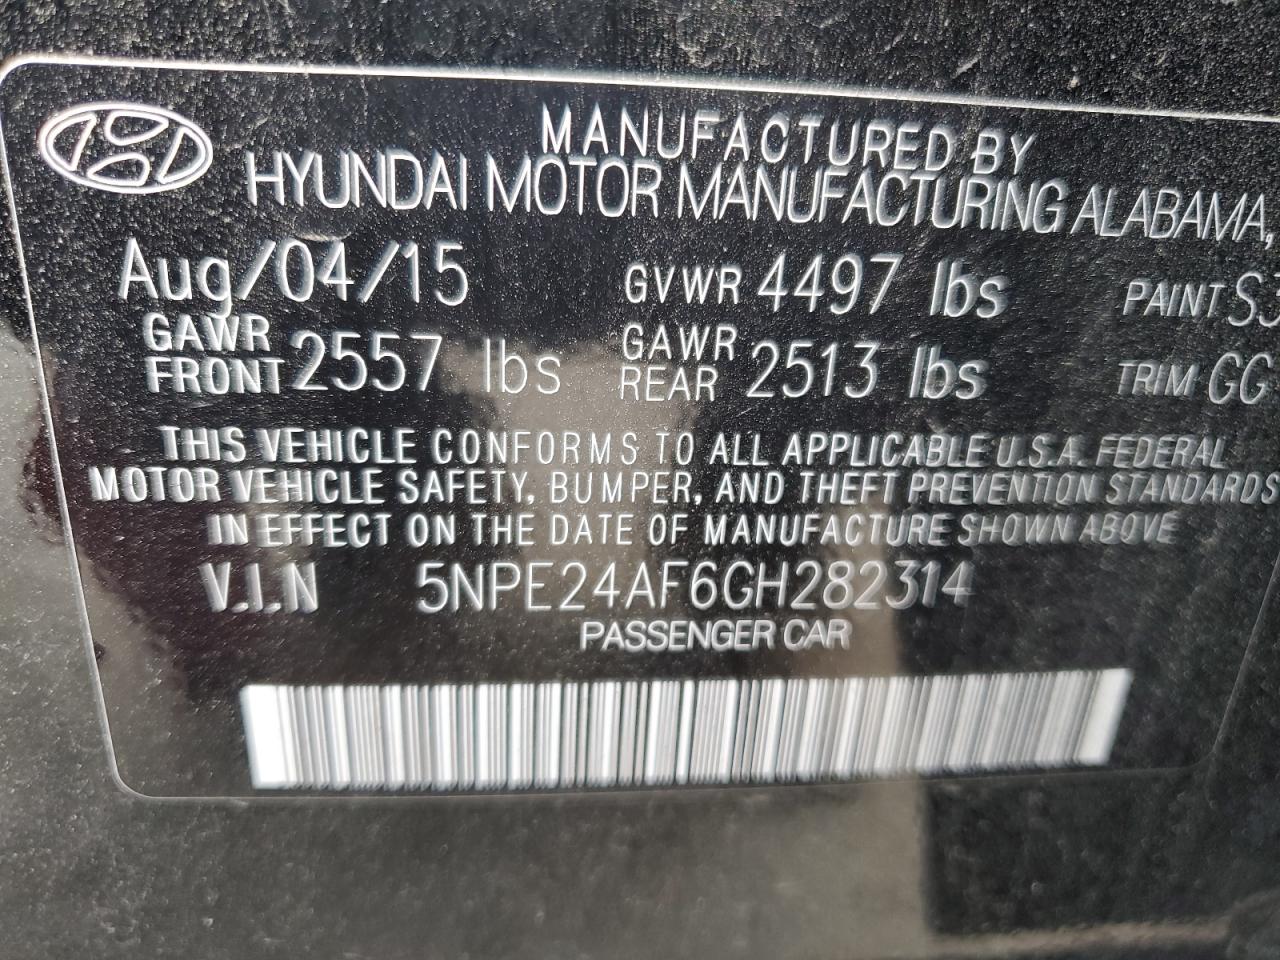 MANUFACTURED BY
HYUNDAI MOTOR MANUFACTURING ALABAMA,
Aug/04/15 GVWR 4497 lbs PAINT
GAWR FRONT 2557 lbs GAWR REAR 2513 lbs TRIM GG
THIS VEHICLE CONFORMS TO ALL APPLICABLE U.S.A. FEDERAL
MOTOR VEHICLE SAFETY, BUMPER, AND THEFT PREVENTION STANDARDS
IN EFFECT ON THE DATE OF MANUFACTURE SHOWN ABOVE
V.I.N 5NPE24AF6GH282314
PASSENGER CAR